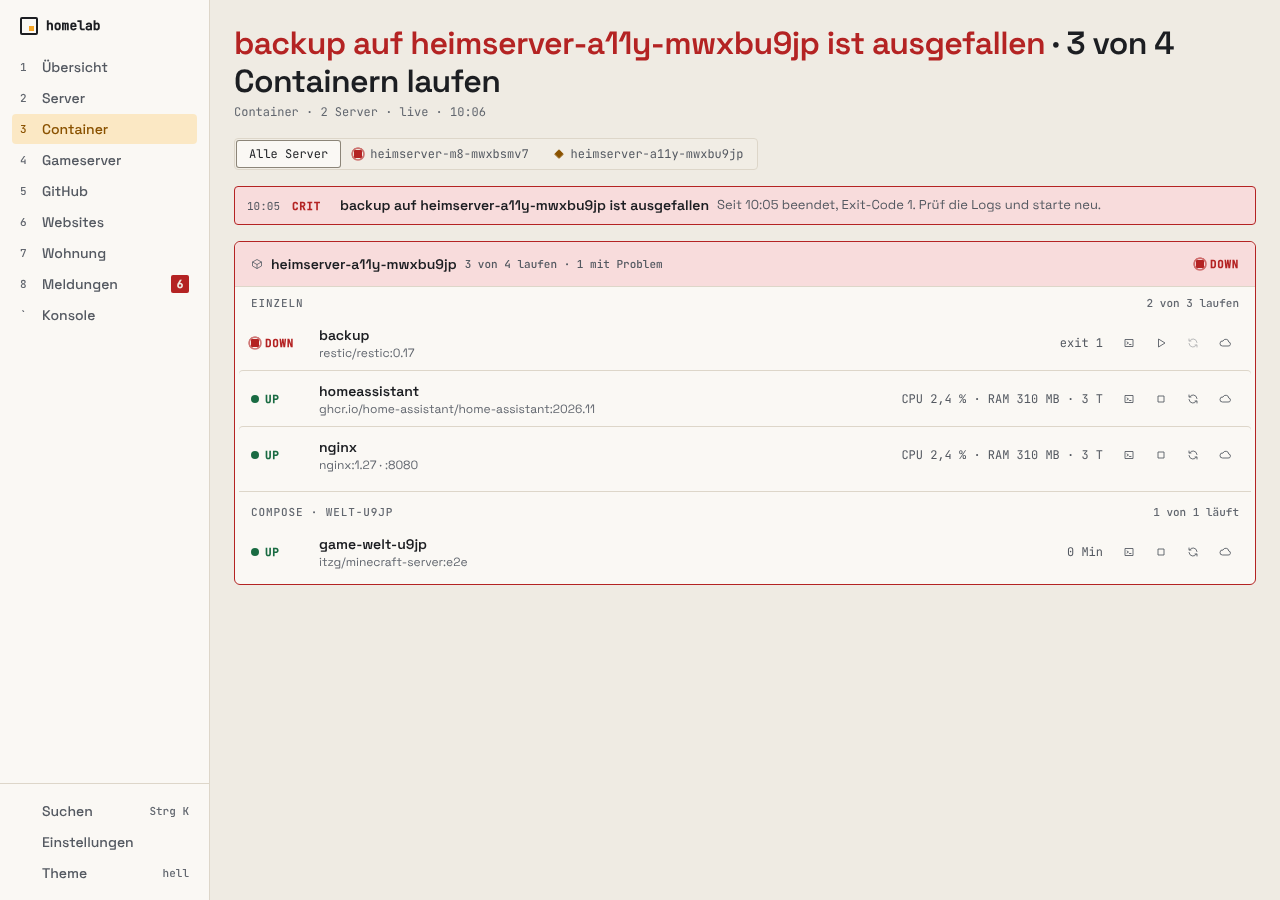 homelab
1 Übersicht
2 Server
3 Container
4 Gameserver
5 GitHub
6 Websites
7 Wohnung
8 Meldungen 6
` Konsole
Suchen Strg K
Einstellungen
Theme hell
backup auf heimserver-a11y-mwxbu9jp ist ausgefallen · 3 von 4
Containern laufen
Container · 2 Server · live · 10:06
Alle Server heimserver-m8-mwxbsmv7 heimserver-a11y-mwxbu9jp
10:05 CRIT backup auf heimserver-a11y-mwxbu9jp ist ausgefallen Seit 10:05 beendet, Exit-Code 1. Prüf die Logs und starte neu.
heimserver-a11y-mwxbu9jp 3 von 4 laufen · 1 mit Problem DOWN
EINZELN 2 von 3 laufen
DOWN backup exit 1
restic/restic:0.17
UP homeassistant CPU 2,4 % · RAM 310 MB · 3 T
ghcr.io/home-assistant/home-assistant:2026.11
UP nginx CPU 2,4 % · RAM 310 MB · 3 T
nginx:1.27 · :8080
COMPOSE · WELT-U9JP 1 von 1 läuft
UP game-welt-u9jp 0 Min
itzg/minecraft-server:e2e